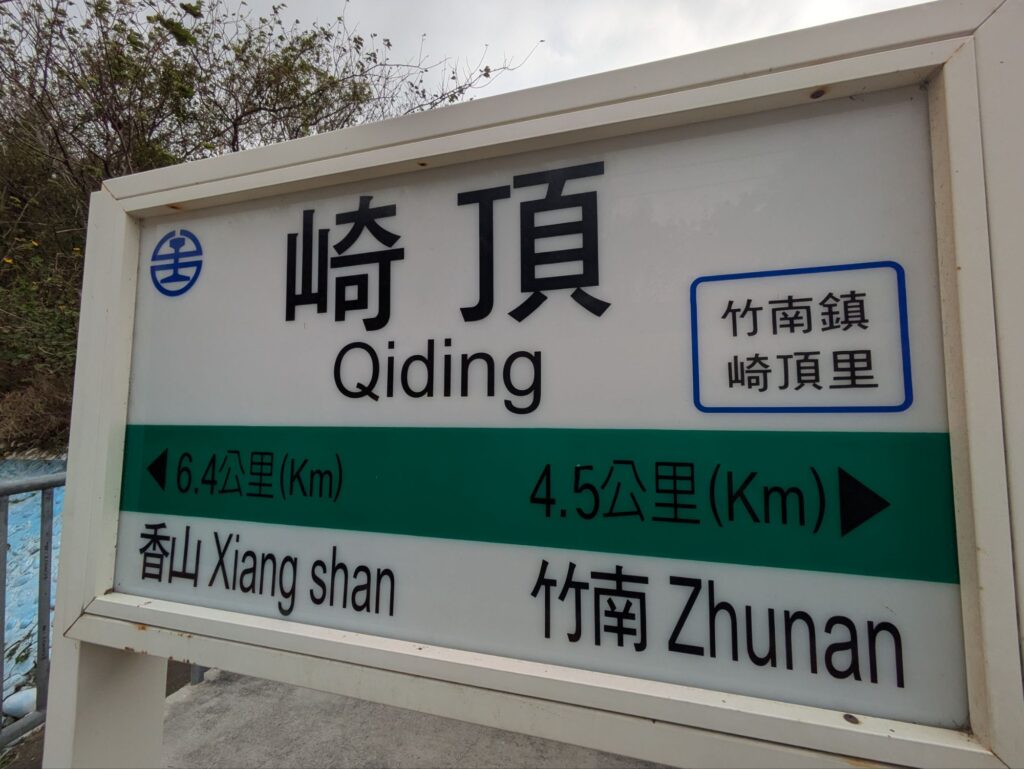 崎頂
Qiding
竹南鎮
崎頂里
6.4公里(Km)
4.5公里(Km)
香山 Xiang shan
竹南 Zhunan